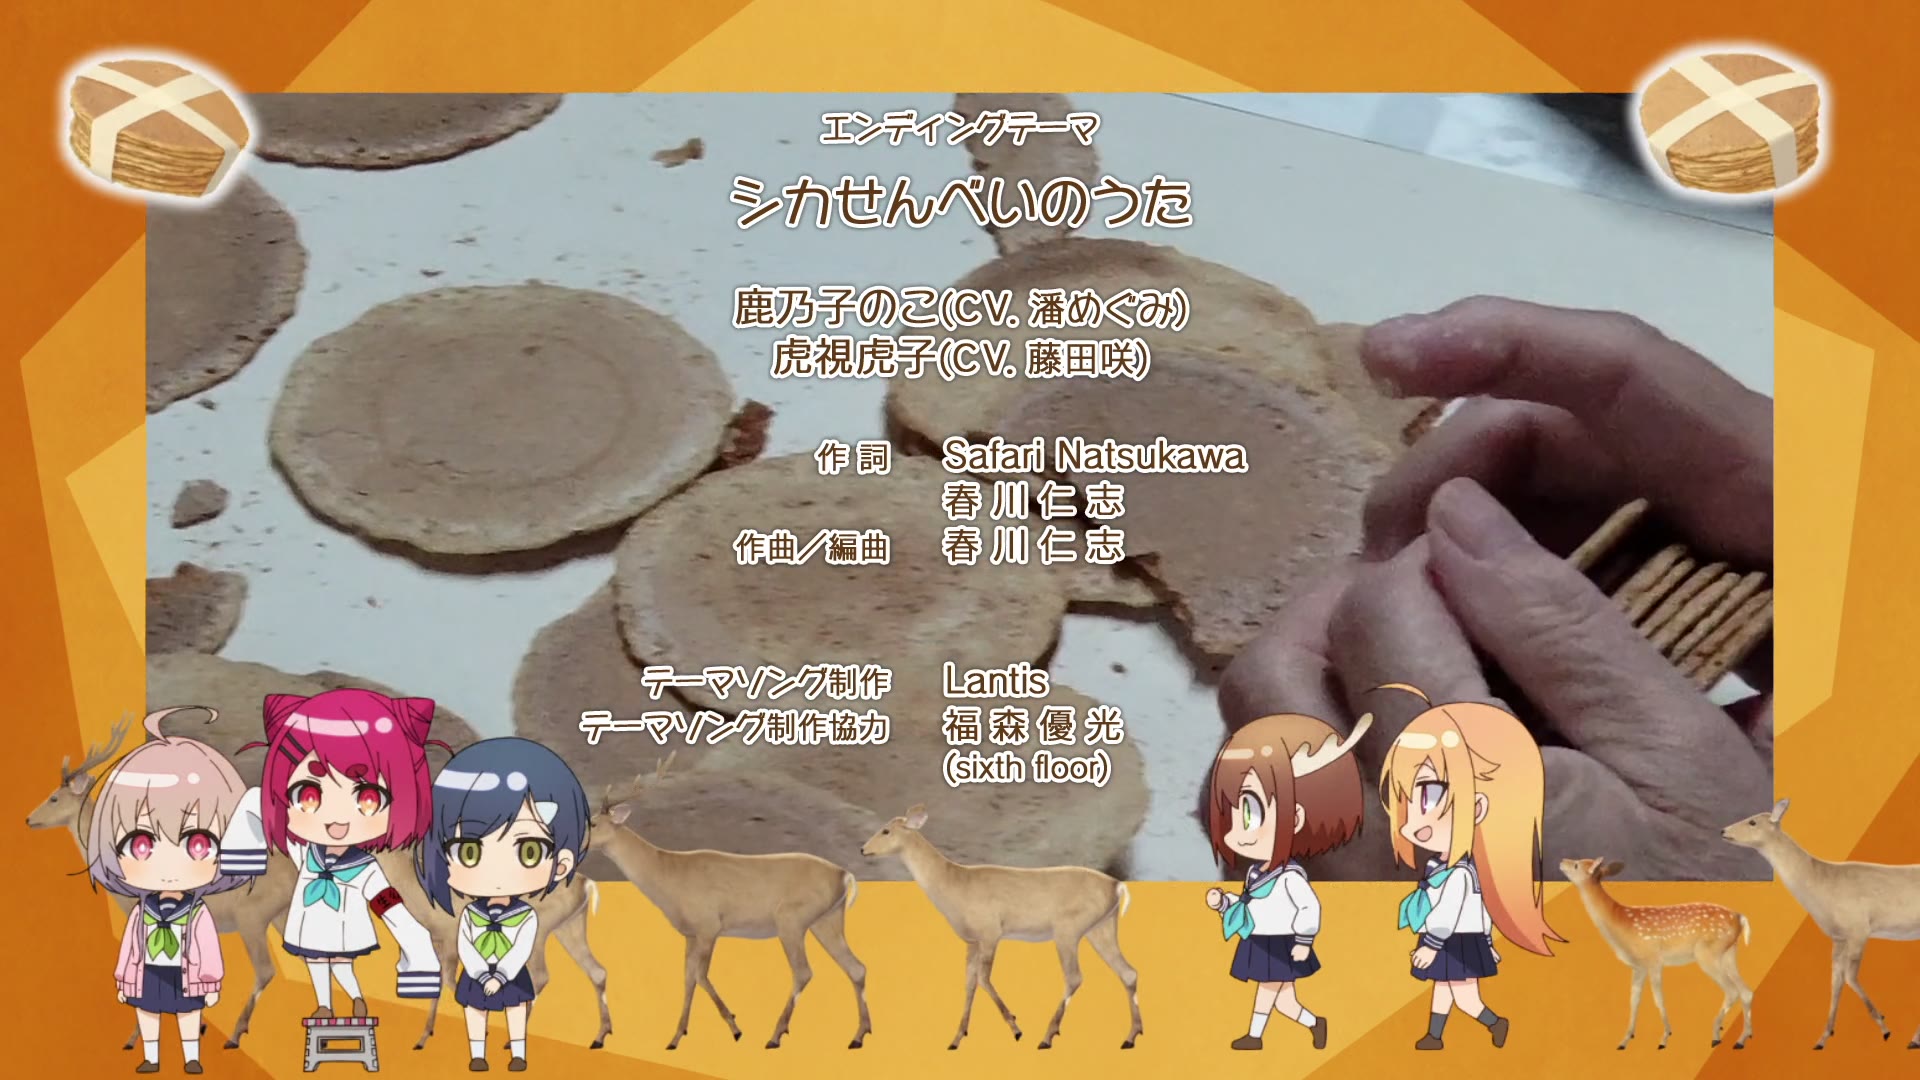 エンディングテーマ
シカせんべいのうた
鹿乃子のこ(CV. 潘めぐみ)
虎視虎子(CV. 藤田咲)
作詞 Safari Natsukawa
春川仁志
作曲／編曲 春川仁志
テーマソング制作 Lantis
テーマソング制作協力 福森優光
(sixth floor)